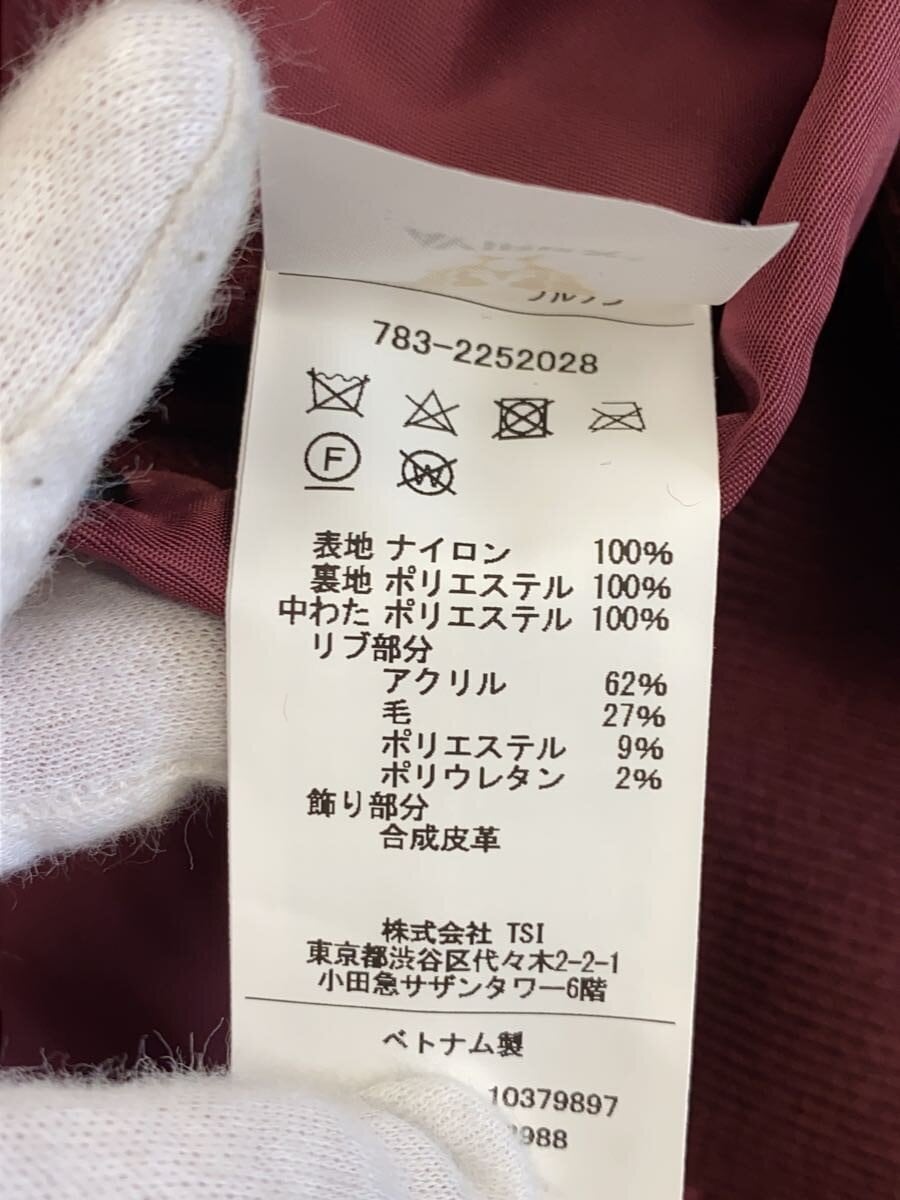 783-2252028
F
W
表地 ナイロン 100%
裏地 ポリエステル 100%
中わた ポリエステル 100%
リブ部分
アクリル 62%
毛 27%
ポリエステル 9%
ポリウレタン 2%
飾り部分
合成皮革
株式会社 TSI
東京都渋谷区代々木2-2-1
小田急サザンタワー6階
ベトナム製
10379897
988